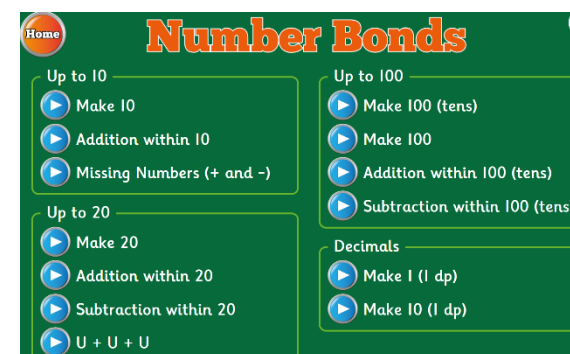 Home
Number Bonds
Up to 10
Make 10
Addition within 10
Missing Numbers (+ and -)
Up to 20
Make 20
Addition within 20
Subtraction within 20
U + U + U
Up to 100
Make 100 (tens)
Make 100
Addition within 100 (tens)
Subtraction within 100 (tens
Decimals
Make 1 (1 dp)
Make 10 (1 dp)